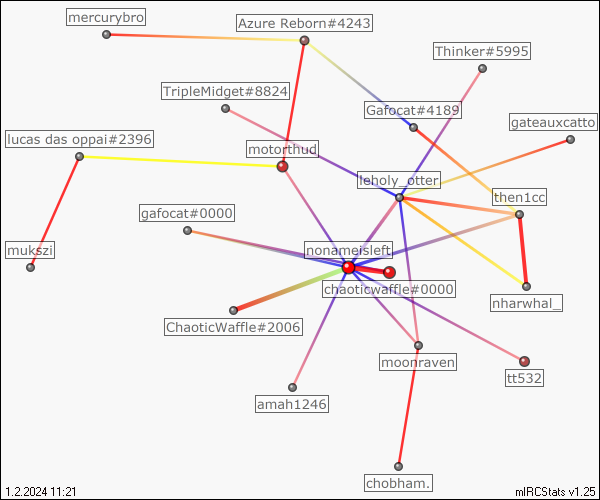 mercurybro
Azure Reborn#4243
Thinker#5995
TripleMidget#8824
Gafocat#4189
gateauxcatto
lucas das oppai#2396
motorthud
leholy_otter
then1cc
gafocat#0000
nonameisleft
mukszi
chaoticwaffle#0000
nharwhal_
ChaoticWaffle#2006
moonraven
tt532
amah1246
chobham.
1.2.2024 11:21
mIRCStats v1.25